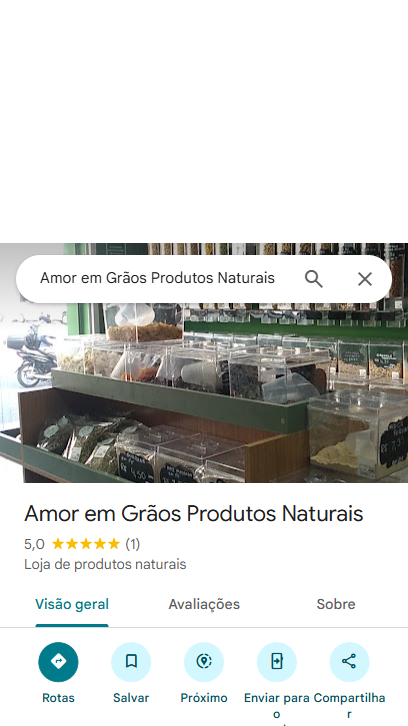 Amor em Grãos Produtos Naturais
Amor em Grãos Produtos Naturais
5,0 (1)
Loja de produtos naturais
Visão geral
Avaliações
Sobre
Rotas
Salvar
Próximo
Enviar para
o
Compartilha
r